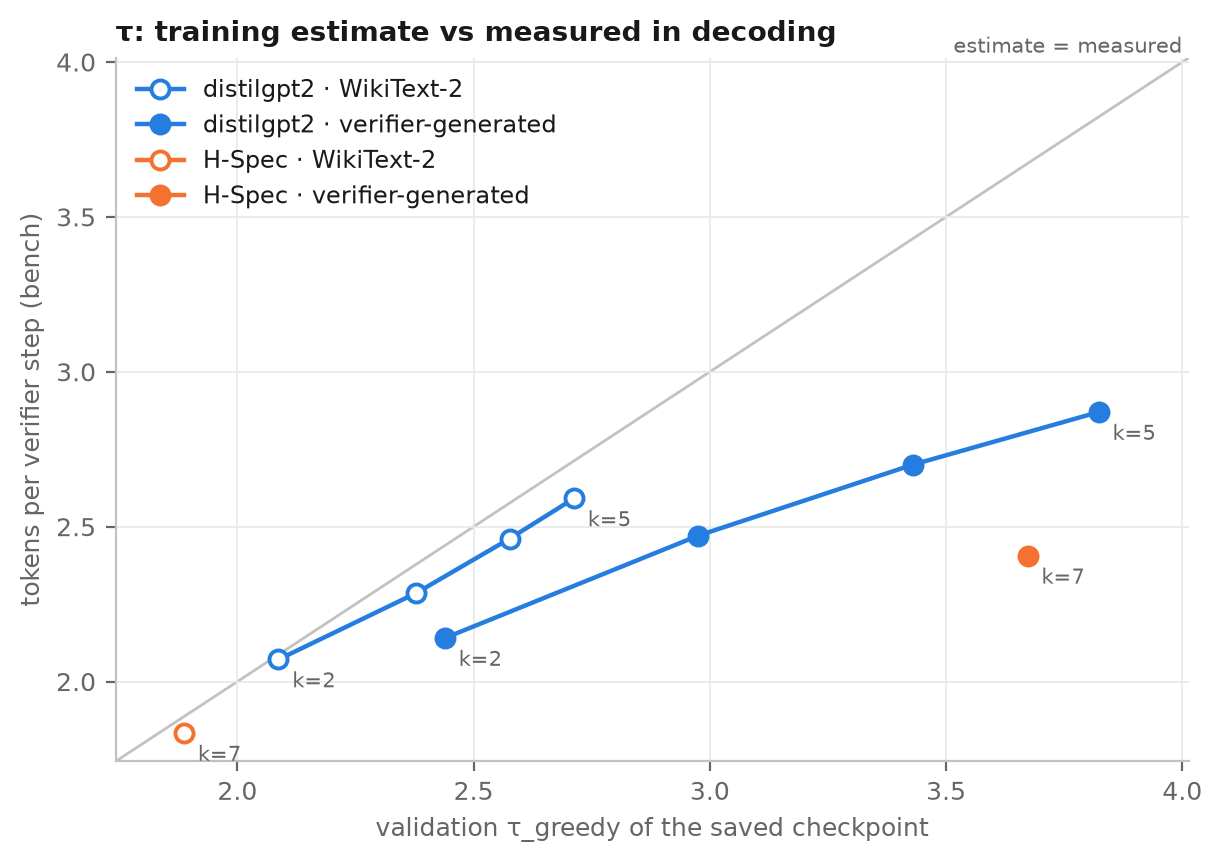 τ: training estimate vs measured in decoding
estimate = measured
distilgpt2 · WikiText-2
distilgpt2 · verifier-generated
H-Spec · WikiText-2
H-Spec · verifier-generated
tokens per verifier step (bench)
4.0
3.5
3.0
2.5
2.0
k=5
k=5
k=7
k=2
k=2
k=7
2.0
2.5
3.0
3.5
4.0
validation τ_greedy of the saved checkpoint